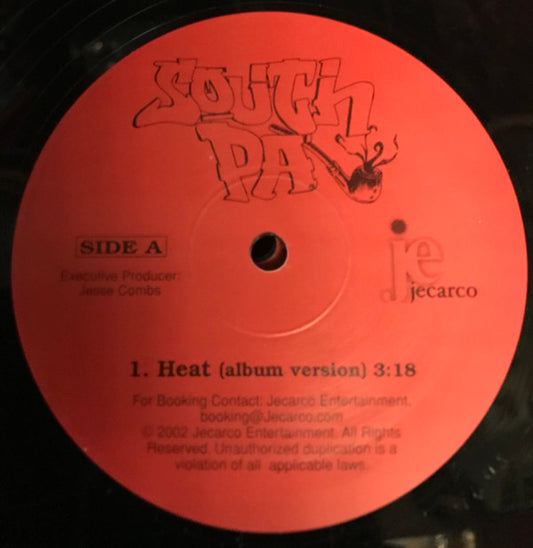 SOUTH
PA
SIDE A
Executive Producer:
Jesse Combs
je
jecarco
1. Heat (album version) 3:18
For Booking Contact: Jecarco Entertainment.
booking@Jecarco.com
© 2002 Jecarco Entertainment. All Rights
Reserved. Unauthorized duplication is a
violation of all applicable laws.